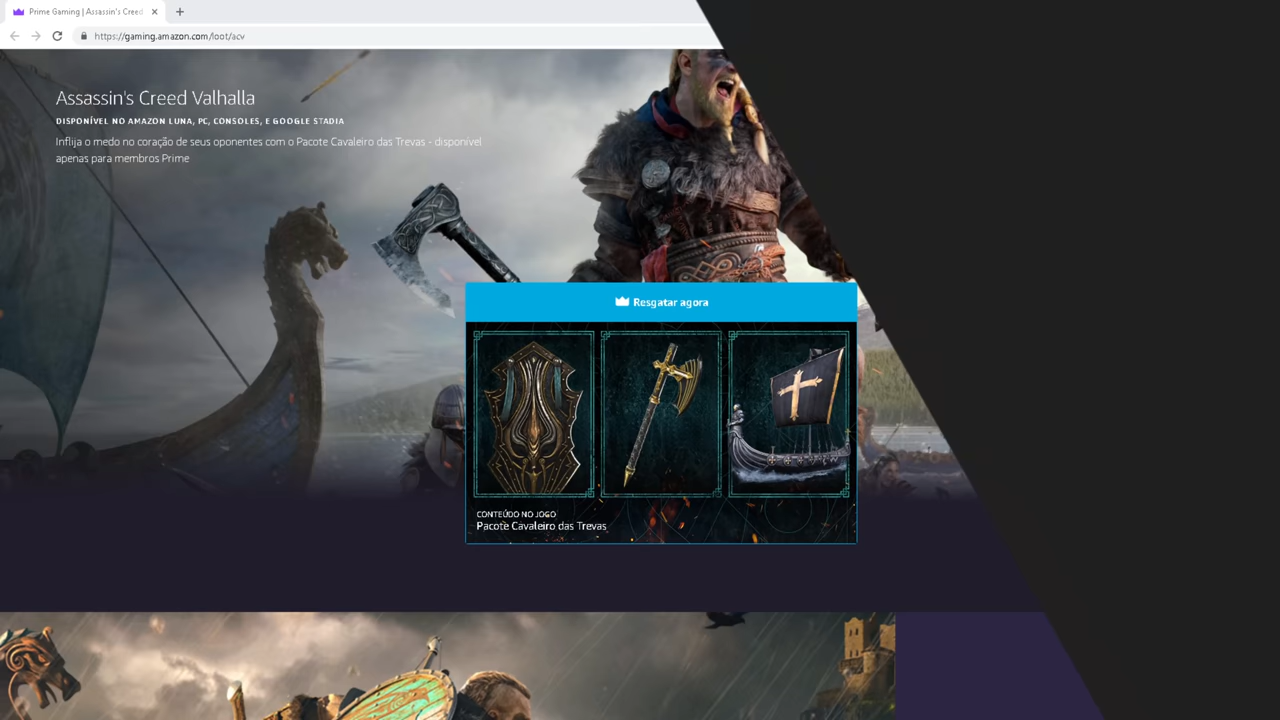 Prime Gaming | Assassin's Creed
https://gaming.amazon.com/loot/acv
Assassin's Creed Valhalla
DISPONÍVEL NO AMAZON LUNA, PC, CONSOLES, E GOOGLE STADIA
Inflija o medo no coração de seus oponentes com o Pacote Cavaleiro das Trevas - disponível
apenas para membros Prime
Resgatar agora
CONTEÚDO NO JOGO
Pacote Cavaleiro das Trevas